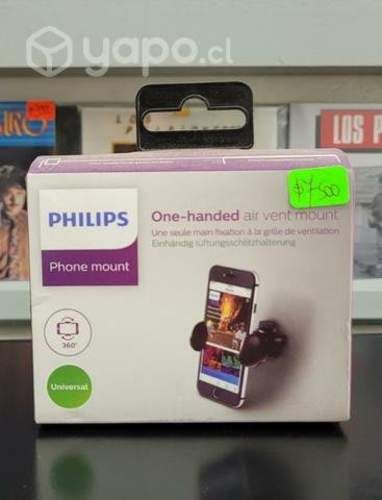 yapo.cl
LOS P
$7.500
PHILIPS
Phone mount
One-handed air vent mount
Une seule main fixation à la grille de ventilation
Einhändig lüftungsschlitzhalterung
360°
Universal